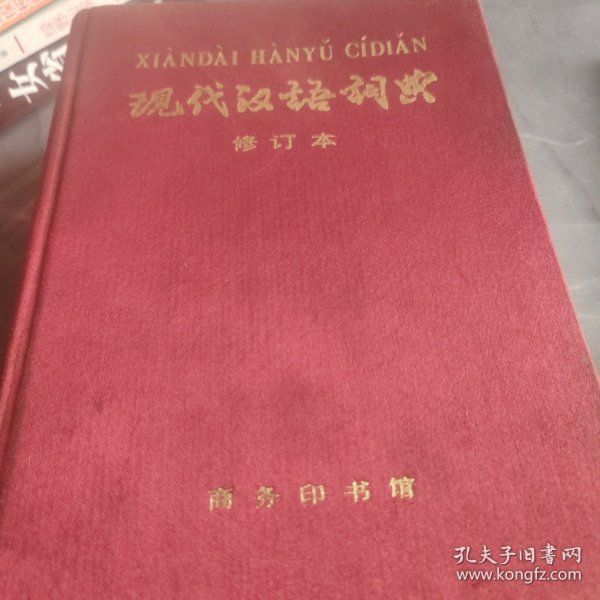 XIÀNDÀI HÀNYǓ CÍDIǍN
现代汉语词典
修订本
商务印书馆
孔夫子旧书网
www.kongfz.com